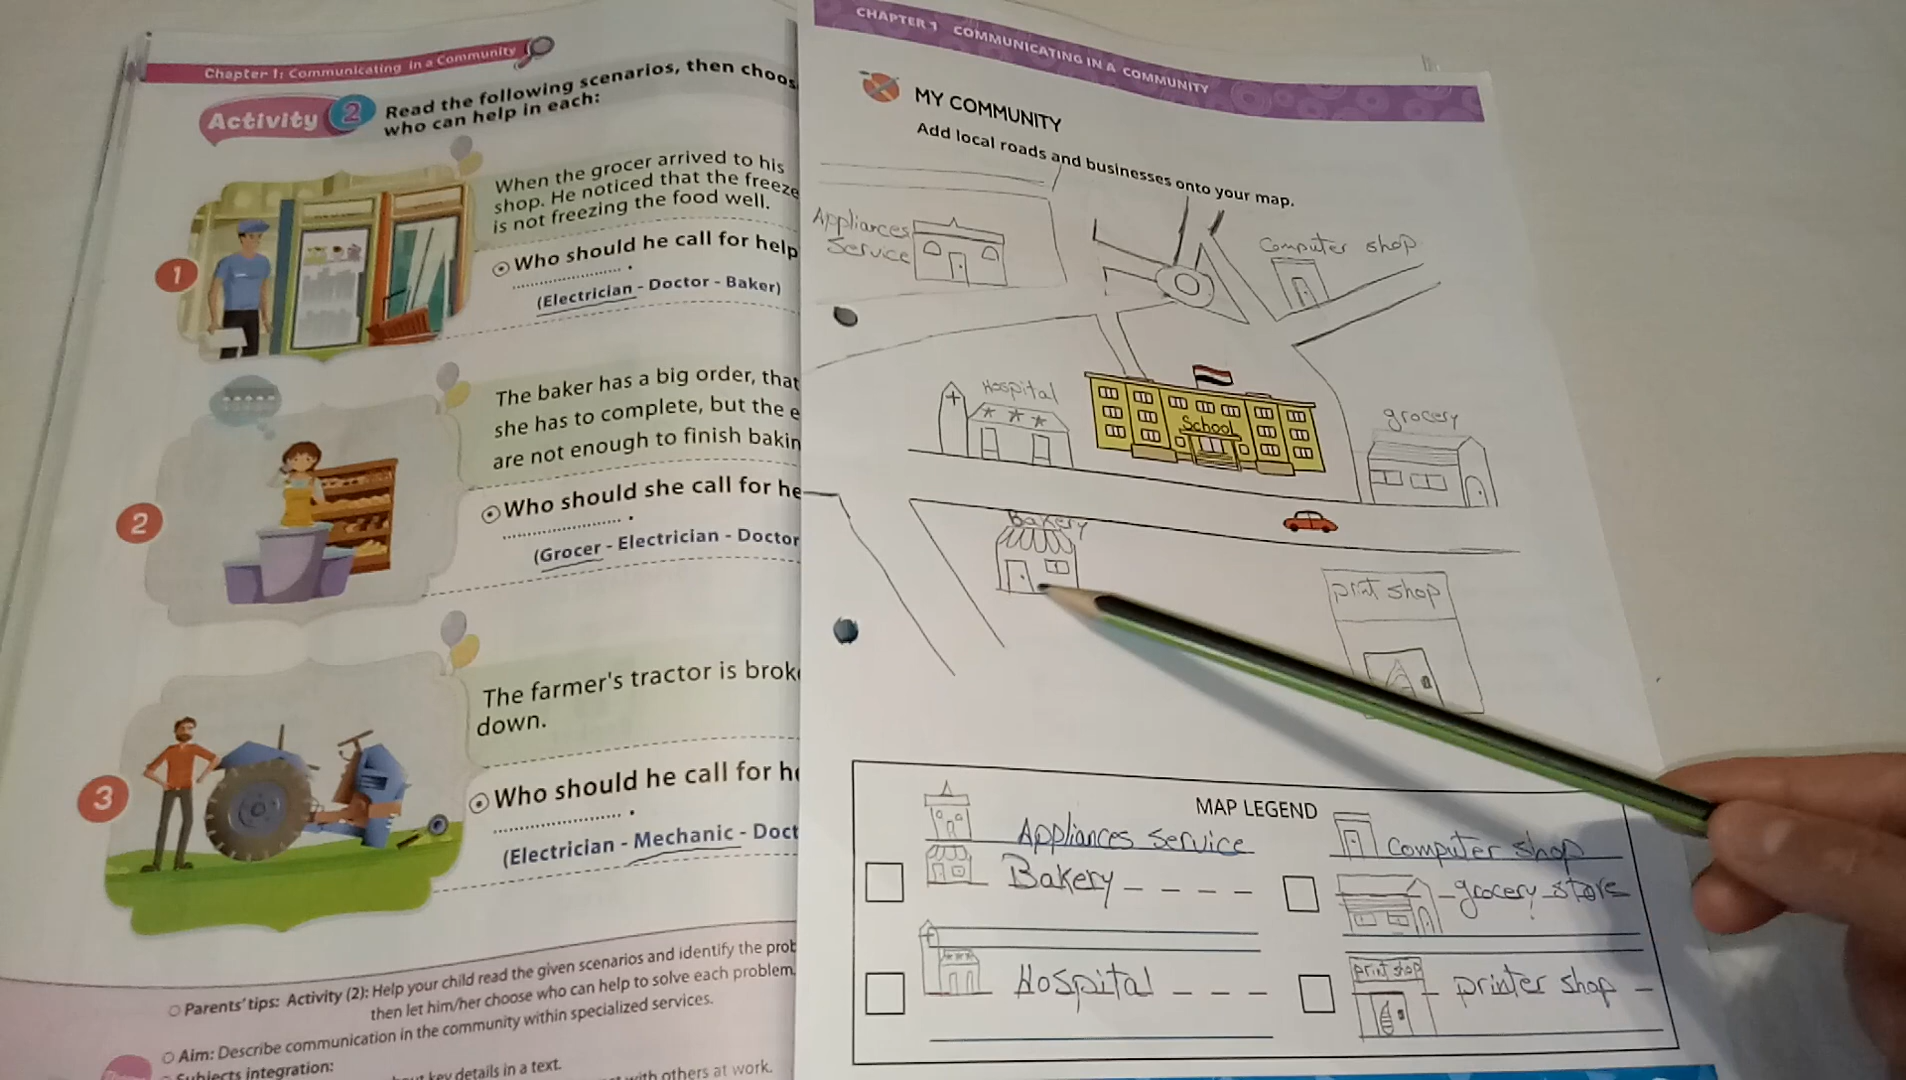 Chapter 1: Communicating in a Community
Activity 2
Read the following scenarios, then choos
who can help in each:
1
When the grocer arrived to his
shop. He noticed that the freeze
is not freezing the food well.
Who should he call for help
.................... .
(Electrician - Doctor - Baker)
2
The baker has a big order, that
she has to complete, but the e
are not enough to finish bakin
Who should she call for he
.................... .
(Grocer - Electrician - Doctor
3
The farmer's tractor is brok
down.
Who should he call for he
.................... .
(Electrician - Mechanic - Doct
Parents' tips: Activity (2): Help your child read the given scenarios and identify the prob
then let him/her choose who can help to solve each problem.
Aim: Describe communication in the community within specialized services.
Subjects integration:
key details in a text.
with others at work.
CHAPTER 1 COMMUNICATING IN A COMMUNITY
MY COMMUNITY
Add local roads and businesses onto your map.
Appliances
Service
Computer shop
Hospital
School
grocery
Bakery
print shop
MAP LEGEND
Appliances service
Computer shop
Bakery
grocery store
Hospital
print shop
printer shop